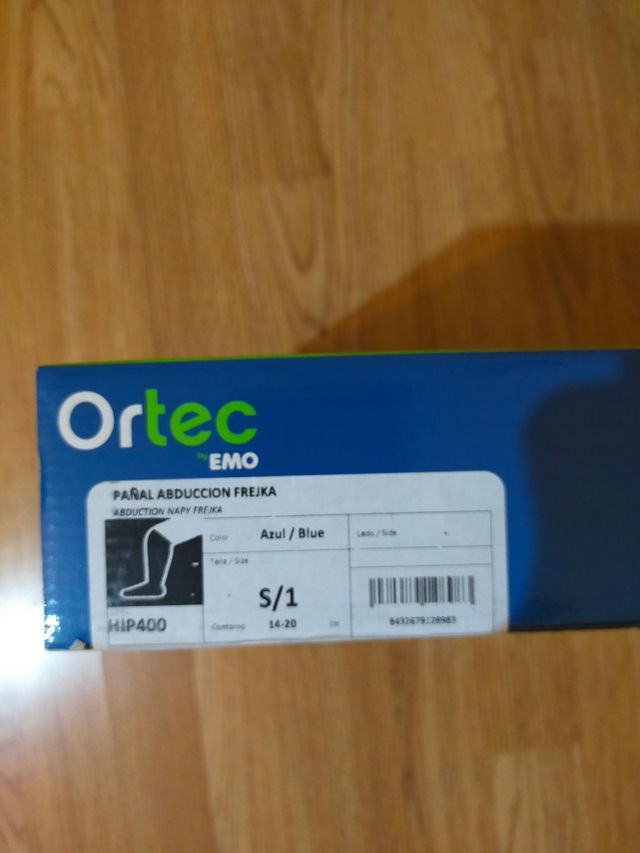 Ortec
by EMO
PAÑAL ABDUCCION FREJKA
ABDUCTION NAPY FREJKA
Color Azul / Blue Lado / Side -
Talla / Size
S/1
HIP400 Contorno 14-20 cm
8432679128983